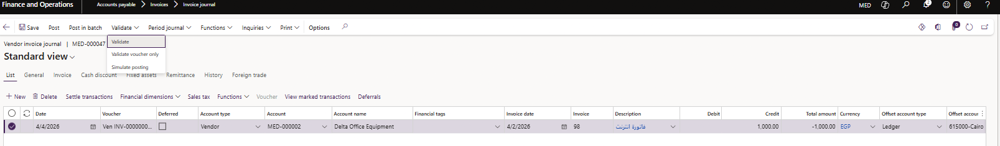 Finance and Operations Accounts payable Invoices Invoice journal MED 2 ?
Save Post Post in batch Validate Period journal Functions Inquiries Print Options 0
Validate
Vendor invoice journal | MED-000047
Validate voucher only
Standard view
Simulate posting
List General Invoice Cash discount Fixed assets Remittance History Foreign trade
New Delete Settle transactions Financial dimensions Sales tax Functions Voucher View marked transactions Deferrals
Date Voucher Deferred Account type Account Account name Financial tags Invoice date Invoice Description Debit Credit Total amount Currency Offset account type Offset accour
4/4/2026 Ven INV-0000000... Vendor MED-000002 Delta Office Equipment 4/2/2026 98 فاتورة انترنت 1,000.00 -1,000.00 EGP Ledger 615000-Cairo